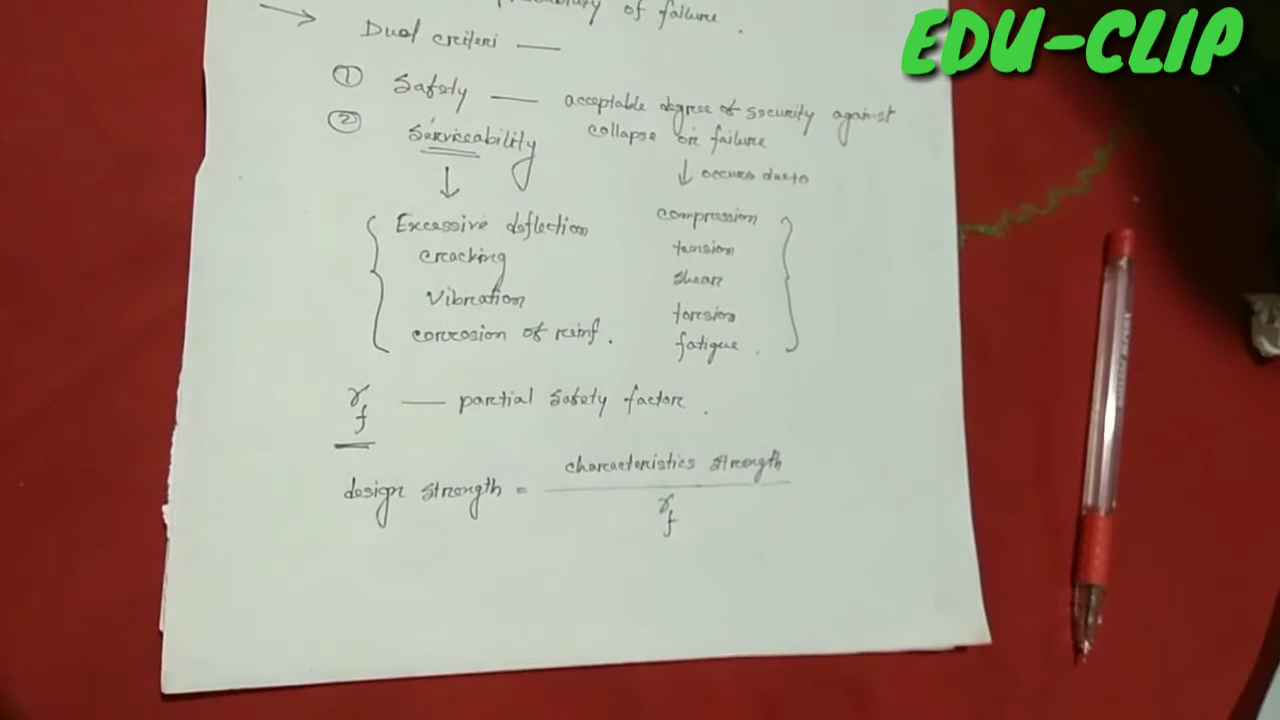 EDU-CLIP
of failure.
Dual criteri —
① Safety — acceptable degree of security against
collapse or failure
② Serviceability
↓ occurs due to
↓
Excessive deflection
cracking
Vibration
corrosion of reinf.
compression
tension
shear
torsion
fatigue.
γf — partial safety factor.
design strength = characteristics strength
γf